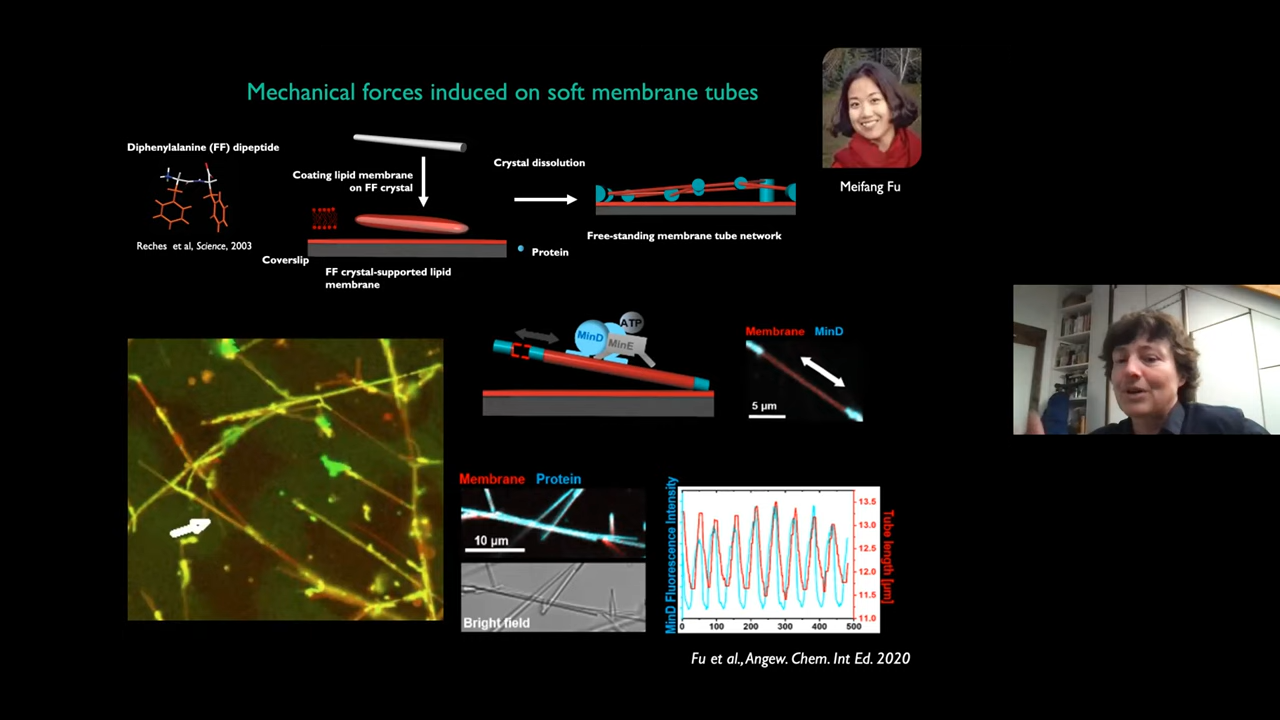 Mechanical forces induced on soft membrane tubes
Diphenylalanine (FF) dipeptide
Reches et al, Science, 2003
Coating lipid membrane
on FF crystal
Coverslip
FF crystal-supported lipid
membrane
Protein
Crystal dissolution
Free-standing membrane tube network
Meifang Fu
MinD
ATP
MinE
Membrane MinD
5 µm
Membrane Protein
10 µm
Bright field
MinD Fluorescence Intensity
13.5
13.0
12.5
12.0
11.5
11.0
Tube length [µm]
0 100 200 300 400 500
Fu et al., Angew. Chem. Int Ed. 2020